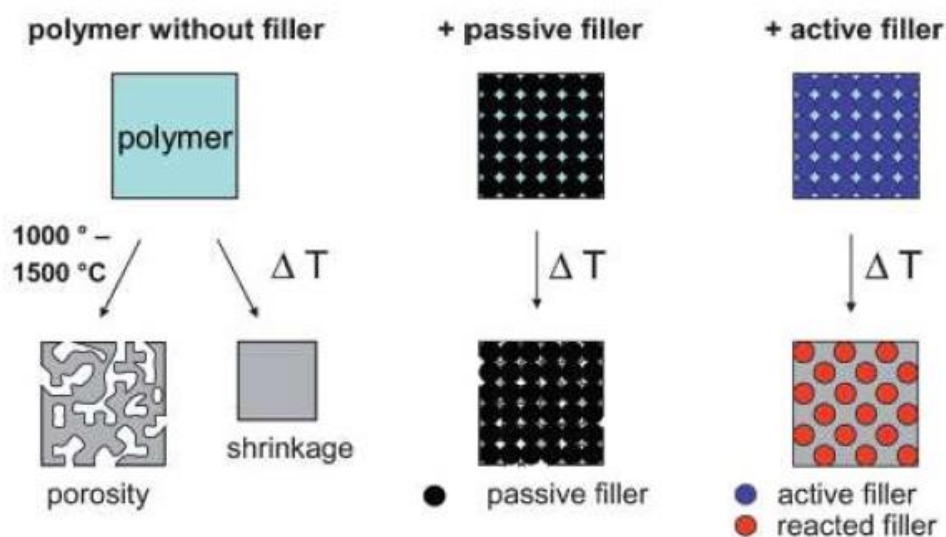 polymer without filler
+ passive filler
+ active filler
polymer
1000 ° –
1500 °C
Δ T
Δ T
Δ T
porosity
shrinkage
passive filler
active filler
reacted filler